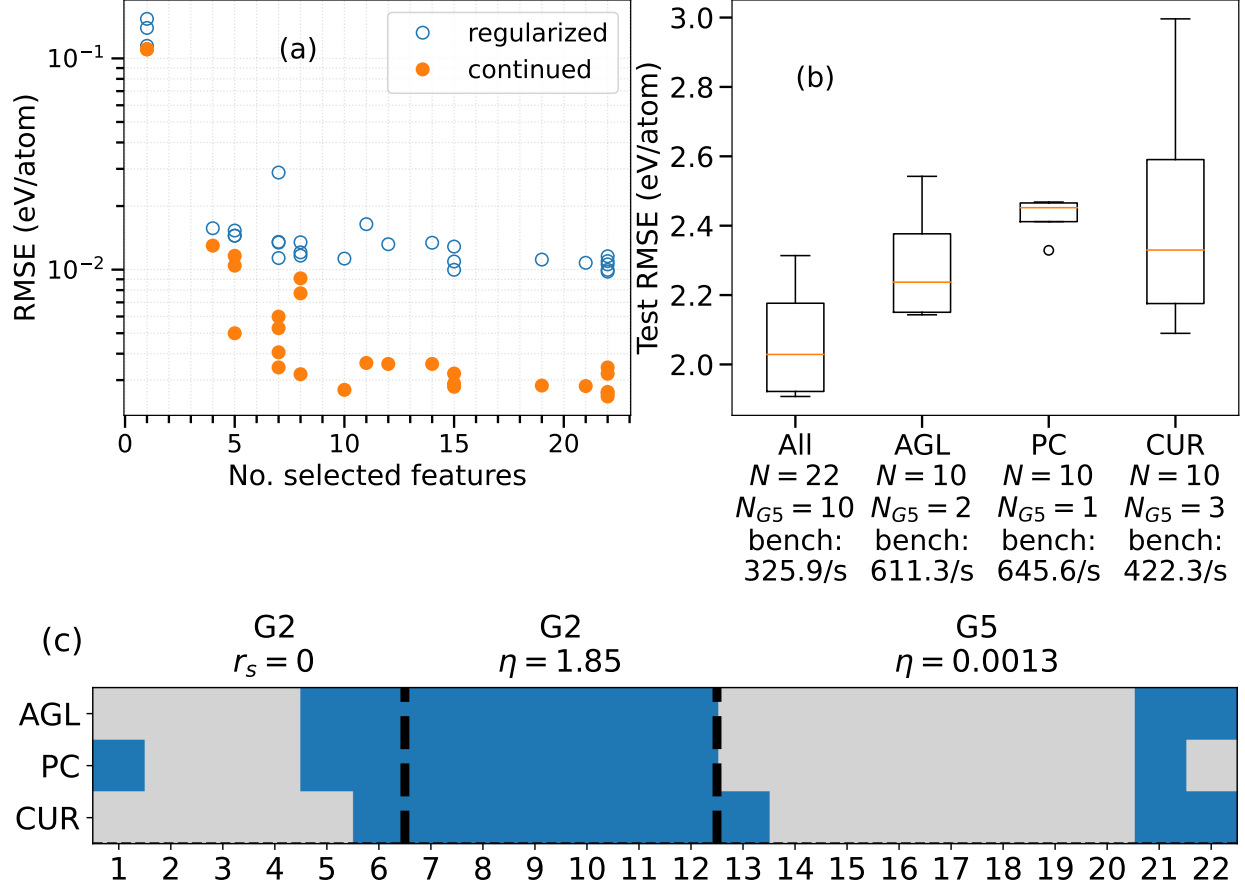 (a)
regularized
continued
10⁻¹
10⁻²
RMSE (eV/atom)
0 5 10 15 20
No. selected features
(b)
3.0
2.8
2.6
2.4
2.2
2.0
Test RMSE (eV/atom)
All AGL PC CUR
N = 22 N = 10 N = 10 N = 10
N_G5 = 10 N_G5 = 2 N_G5 = 1 N_G5 = 3
bench: bench: bench: bench:
325.9/s 611.3/s 645.6/s 422.3/s
(c)
G2 G2 G5
r_s = 0 η = 1.85 η = 0.0013
AGL
PC
CUR
1 2 3 4 5 6 7 8 9 10 11 12 13 14 15 16 17 18 19 20 21 22